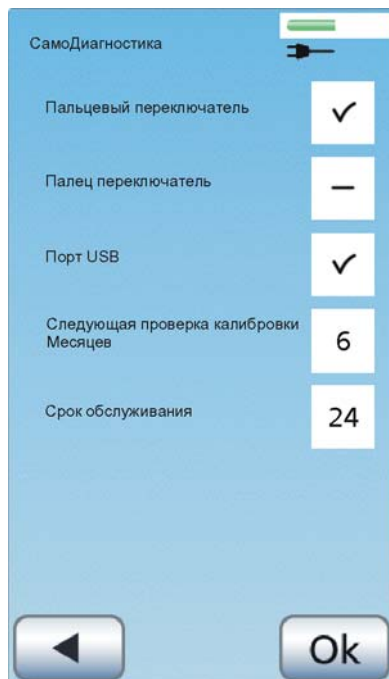 СамоДиагностика
Пальцевый переключатель ✓
Палец переключатель –
Порт USB ✓
Следующая проверка калибровки
Месяцев 6
Срок обслуживания 24
Ok